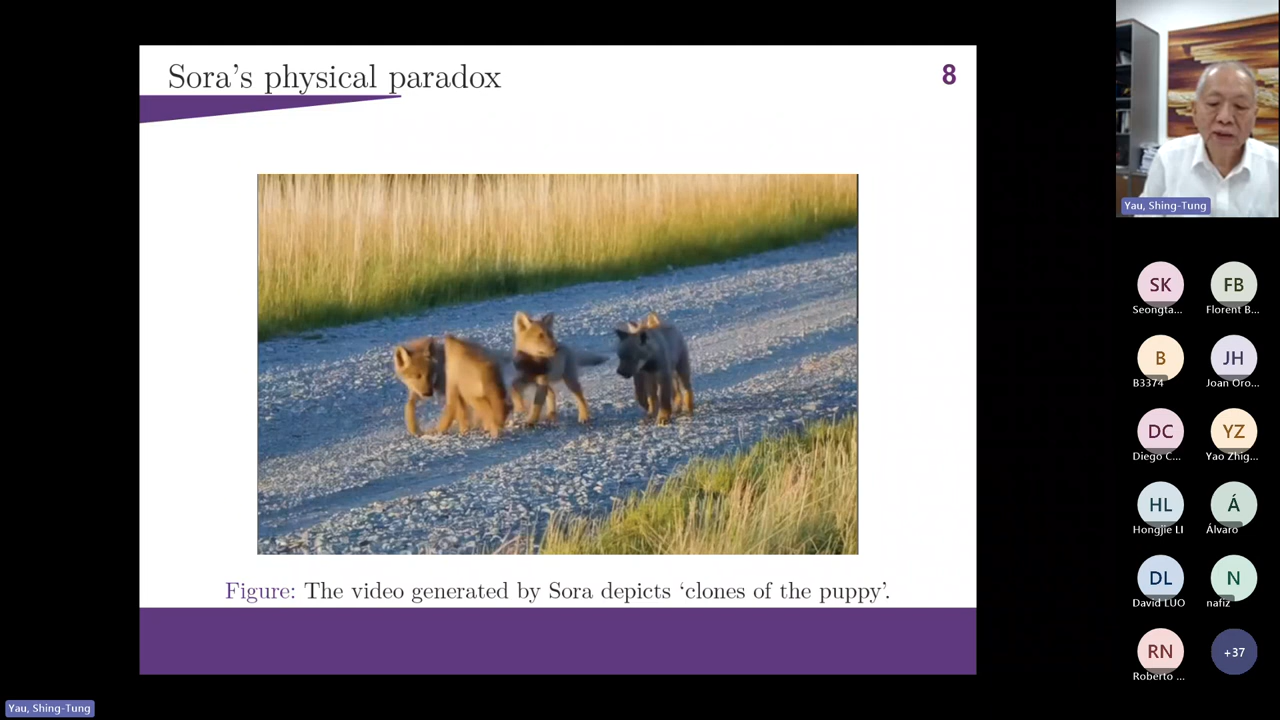 Sora's physical paradox
8
Figure: The video generated by Sora depicts ‘clones of the puppy’.
Yau, Shing-Tung
SK
Seongta...
FB
Florent B...
B
B3374
JH
Joan Oro...
DC
Diego C...
YZ
Yao Zhig...
HL
Hongjie LI
Á
Álvaro
DL
David LUO
N
nafiz
RN
Roberto ...
+37
Yau, Shing-Tung